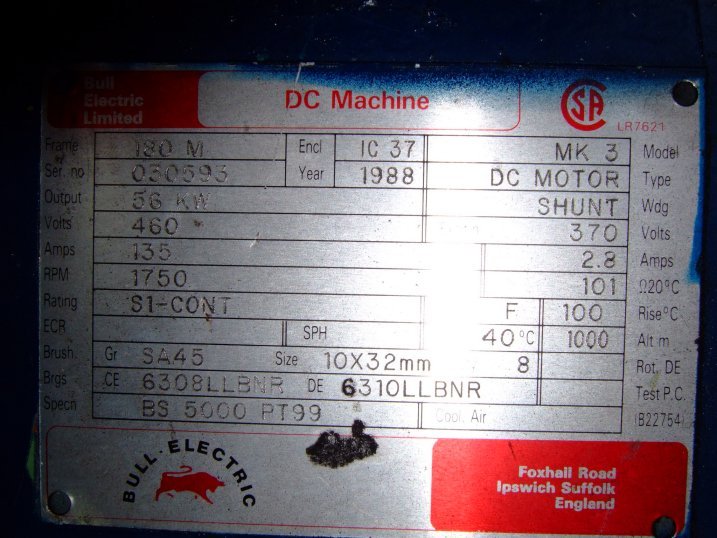 Bull
Electric
Limited
DC Machine
LR7621
Frame 180 M Encl IC 37 MK 3 Model
Ser. no 030593 Year 1988 DC MOTOR Type
Output 56 KW SHUNT Wdg
Volts 460 370 Volts
Amps 135 2.8 Amps
RPM 1750 101 Ω20°C
Rating S1-CONT F 100 Rise°C
ECR SPH 40°C 1000 Alt m
Brush. Gr SA45 Size 10X32mm 8 Rot. DE
Brgs CE 6308LLBNR DE 6310LLBNR Test P.C.
Specn BS 5000 PT99 Cool. Air (B22754)
BULL-ELECTRIC
Foxhall Road
Ipswich Suffolk
England